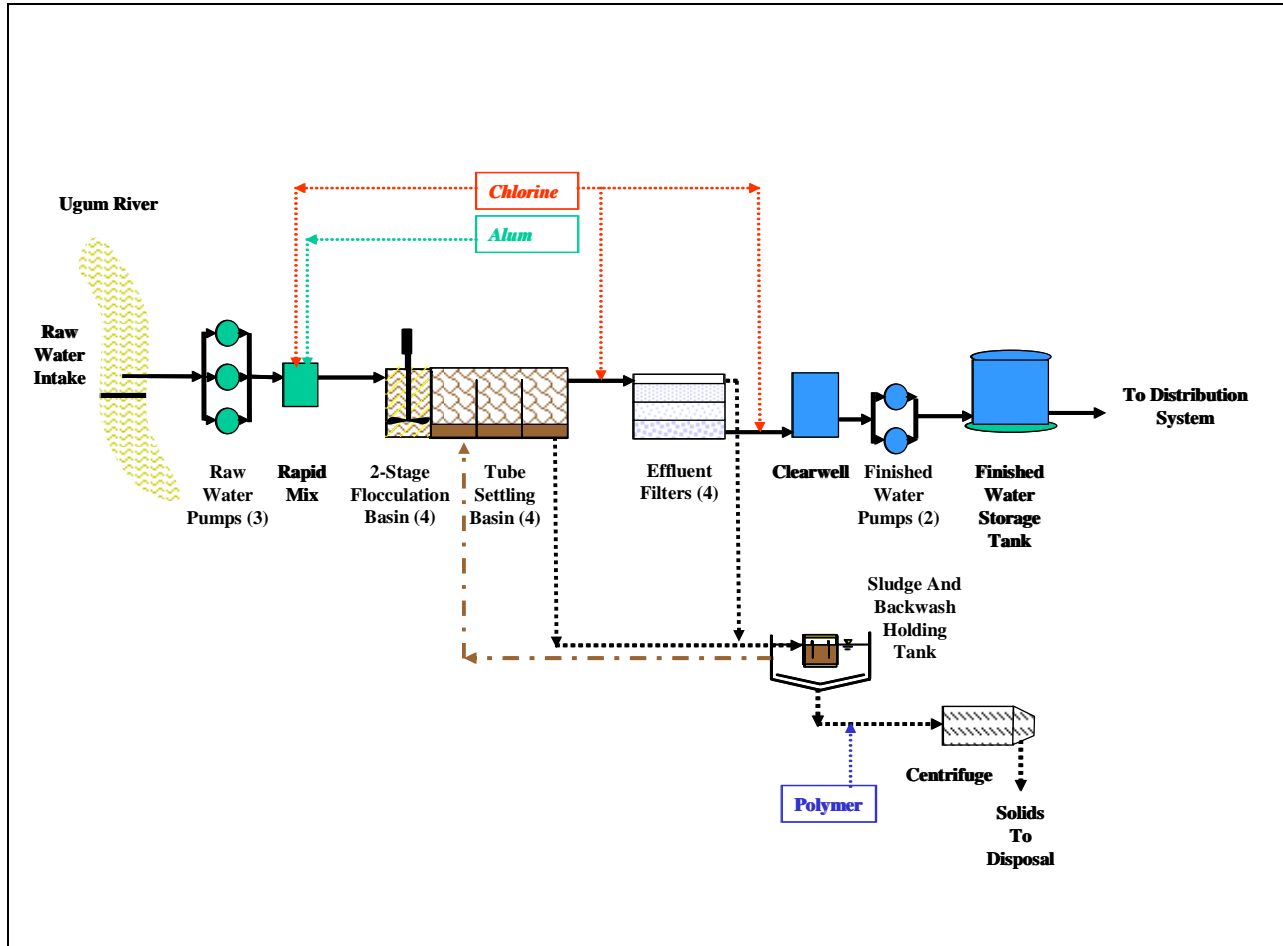 Chlorine
Ugum River
Alum
Raw
Water
Intake
To Distribution
System
Raw
Water
Pumps (3)
Rapid
Mix
2-Stage
Flocculation
Basin (4)
Tube
Settling
Basin (4)
Effluent
Filters (4)
Clearwell
Finished
Water
Pumps (2)
Finished
Water
Storage
Tank
Sludge And
Backwash
Holding
Tank
Centrifuge
Polymer
Solids
To
Disposal